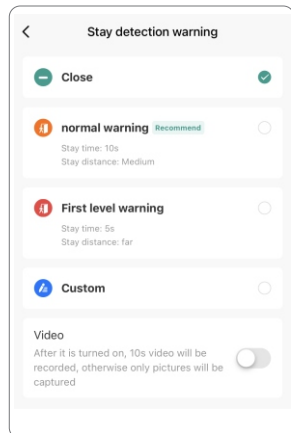 Stay detection warning
Close
normal warning Recommend
Stay time: 10s
Stay distance: Medium
First level warning
Stay time: 5s
Stay distance: far
Custom
Video
After it is turned on, 10s video will be
recorded, otherwise only pictures will be
captured